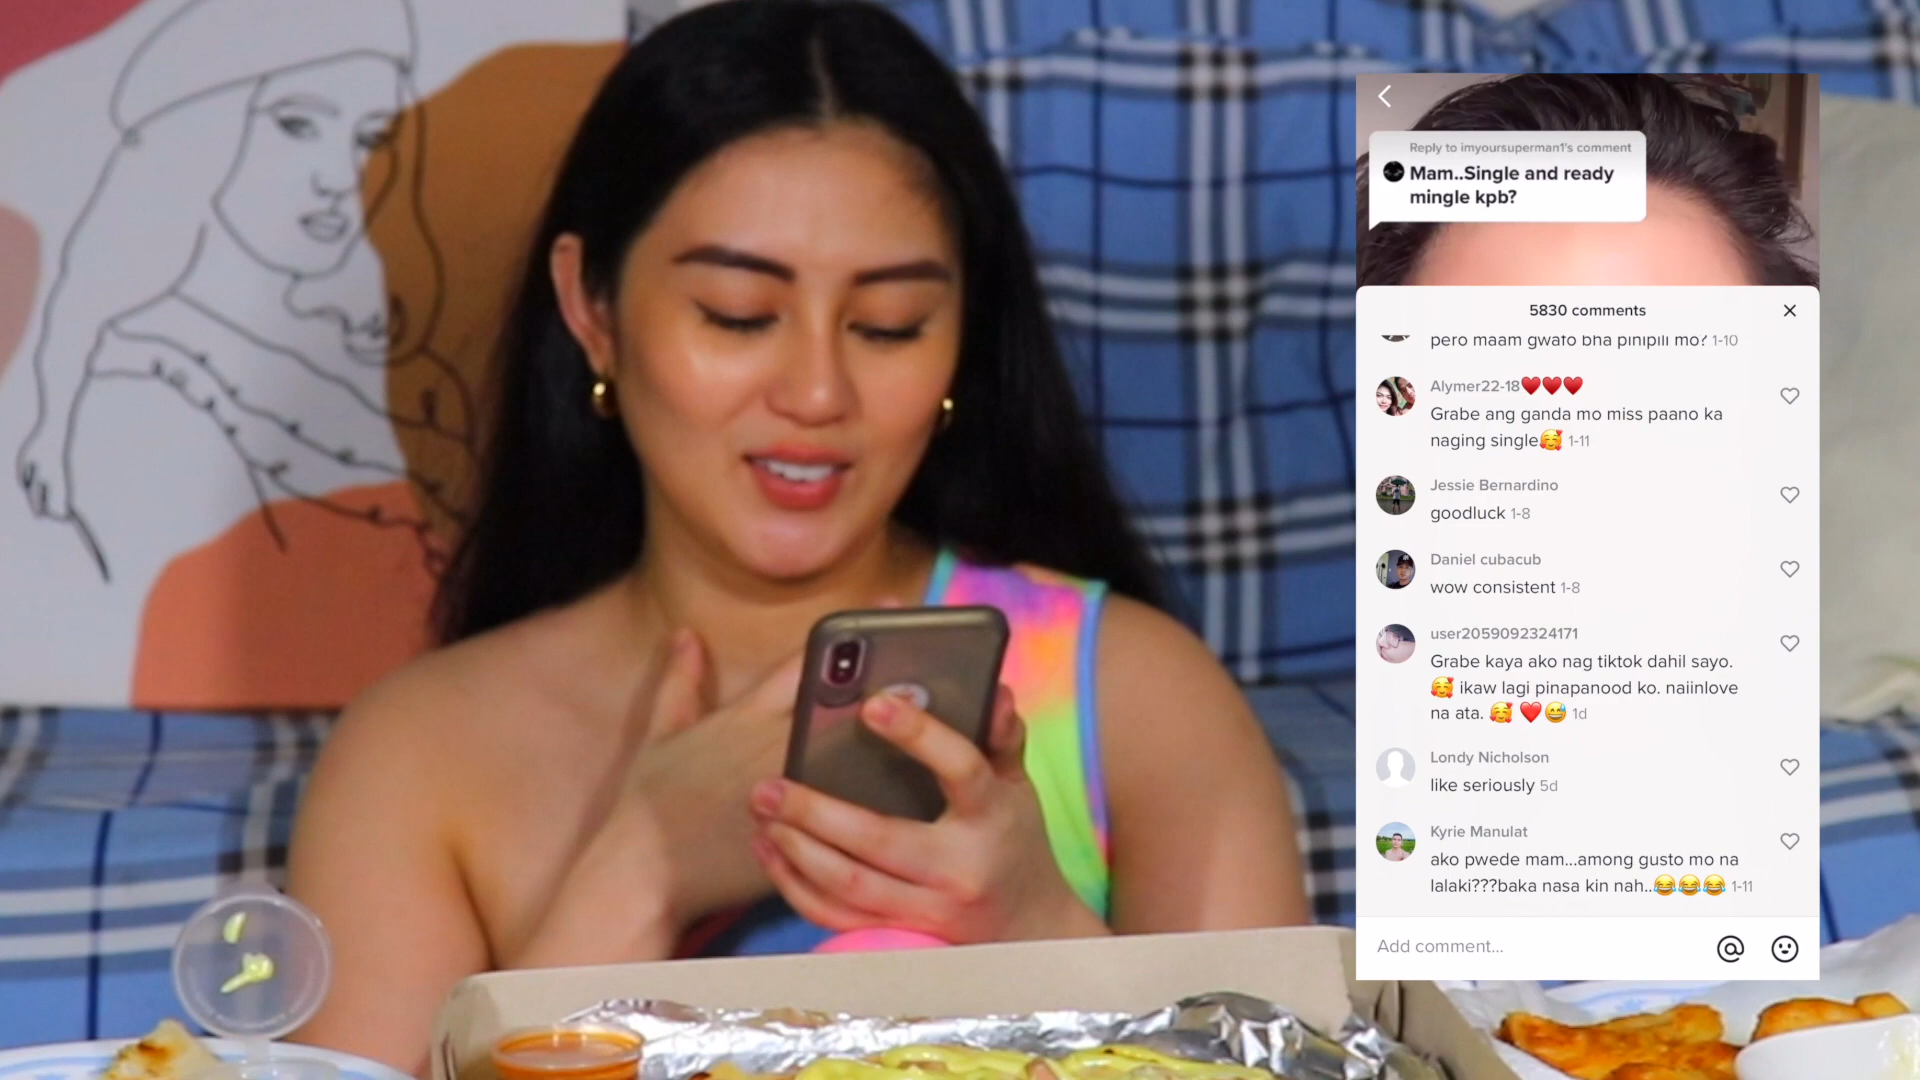 Reply to imyoursuperman1's comment
Mam..Single and ready
mingle kpb?
5830 comments
pero maam gwafo bha pinipili mo? 1-10
Alymer22-18❤️❤️❤️
Grabe ang ganda mo miss paano ka
naging single🥰 1-11
Jessie Bernardino
goodluck 1-8
Daniel cubacub
wow consistent 1-8
user2059092324171
Grabe kaya ako nag tiktok dahil sayo.
🥰 ikaw lagi pinapanood ko. naiinlove
na ata. 🥰 ❤️😅 1d
Londy Nicholson
like seriously 5d
Kyrie Manulat
ako pwede mam...among gusto mo na
lalaki???baka nasa kin nah..😂😂😂 1-11
Add comment...